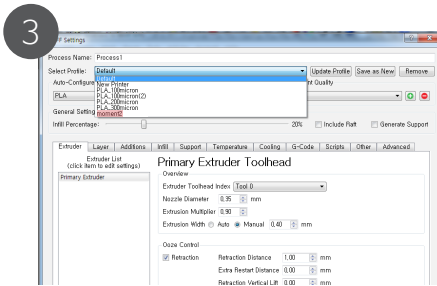 3
FFF Settings
Process Name: Process1
Select Profile: Default Update Profile Save as New Remove
Default
New Printer
PLA_100micron
PLA_100micron(2)
PLA_200micron
PLA_300micron
moment2
Auto-Configure nt Quality
PLA
General Setting
Infill Percentage: 20% Include Raft Generate Support
Extruder Layer Additions Infill Support Temperature Cooling G-Code Scripts Other Advanced
Extruder List
(click item to edit settings)
Primary Extruder
Primary Extruder Toolhead
Overview
Extruder Toolhead Index Tool 0
Nozzle Diameter 0,35 mm
Extrusion Multiplier 0,90
Extrusion Width Auto Manual 0,40 mm
Ooze Control
Retraction Retraction Distance 1,00 mm
Extra Restart Distance 0,00 mm
Retraction Vertical Lift 0,00 mm